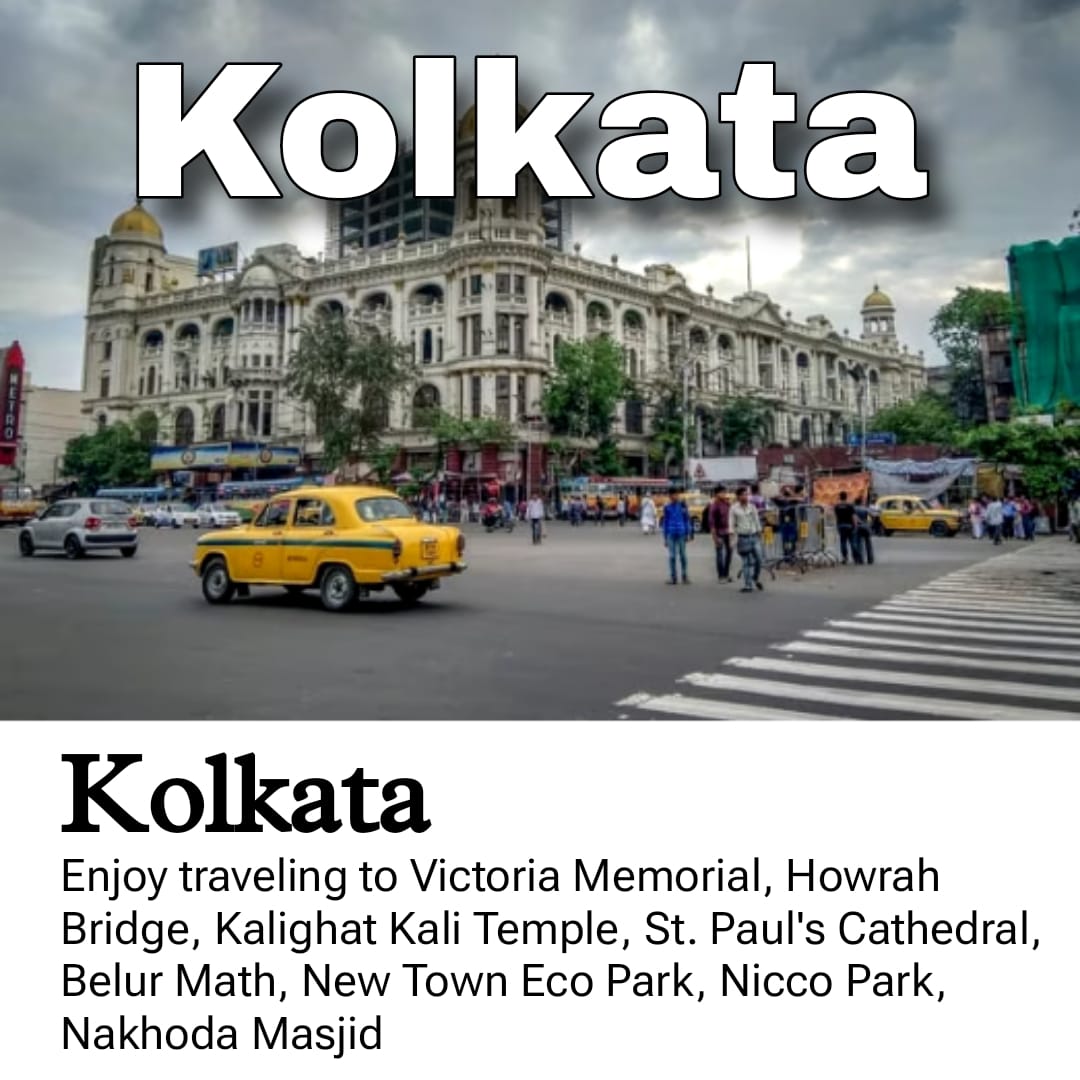 Kolkata
METRO
Kolkata
Enjoy traveling to Victoria Memorial, Howrah
Bridge, Kalighat Kali Temple, St. Paul's Cathedral,
Belur Math, New Town Eco Park, Nicco Park,
Nakhoda Masjid